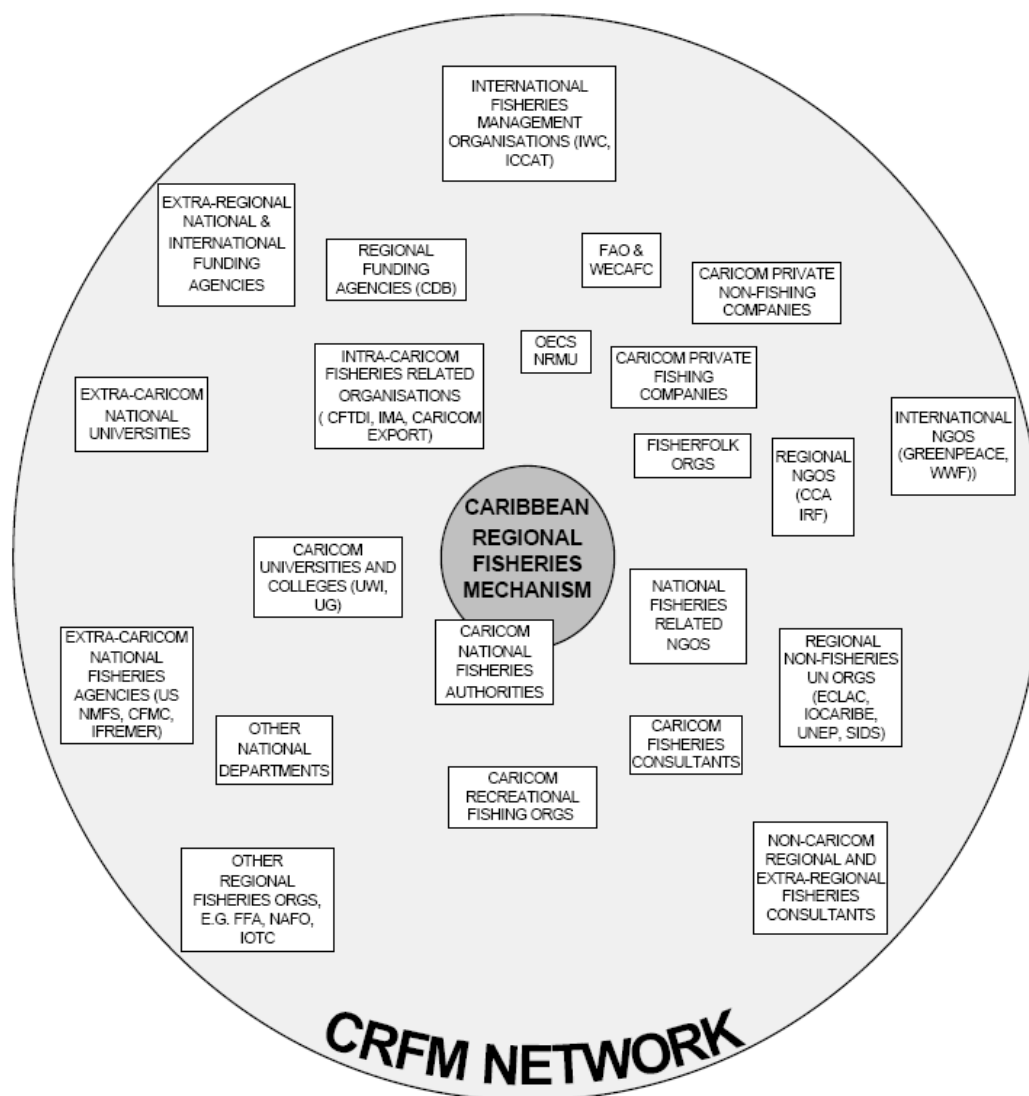 INTERNATIONAL
FISHERIES
MANAGEMENT
ORGANISATIONS (IWC,
ICCAT)
EXTRA-REGIONAL
NATIONAL &
INTERNATIONAL
FUNDING
AGENCIES
REGIONAL
FUNDING
AGENCIES (CDB)
FAO &
WECAFC
CARICOM PRIVATE
NON-FISHING
COMPANIES
OECS
NRMU
INTRA-CARICOM
FISHERIES RELATED
ORGANISATIONS
( CFTDI, IMA, CARICOM
EXPORT)
CARICOM PRIVATE
FISHING
COMPANIES
EXTRA-CARICOM
NATIONAL
UNIVERSITIES
FISHERFOLK
ORGS
REGIONAL
NGOS
(CCA
IRF)
INTERNATIONAL
NGOS
(GREENPEACE,
WWF))
CARIBBEAN
REGIONAL
FISHERIES
MECHANISM
CARICOM
UNIVERSITIES AND
COLLEGES (UWI,
UG)
NATIONAL
FISHERIES
RELATED
NGOS
CARICOM
NATIONAL
FISHERIES
AUTHORITIES
EXTRA-CARICOM
NATIONAL
FISHERIES
AGENCIES (US
NMFS, CFMC,
IFREMER)
REGIONAL
NON-FISHERIES
UN ORGS
(ECLAC,
IOCARIBE,
UNEP, SIDS)
OTHER
NATIONAL
DEPARTMENTS
CARICOM
FISHERIES
CONSULTANTS
CARICOM
RECREATIONAL
FISHING ORGS
OTHER
REGIONAL
FISHERIES ORGS,
E.G. FFA, NAFO,
IOTC
NON-CARICOM
REGIONAL AND
EXTRA-REGIONAL
FISHERIES
CONSULTANTS
CRFM NETWORK